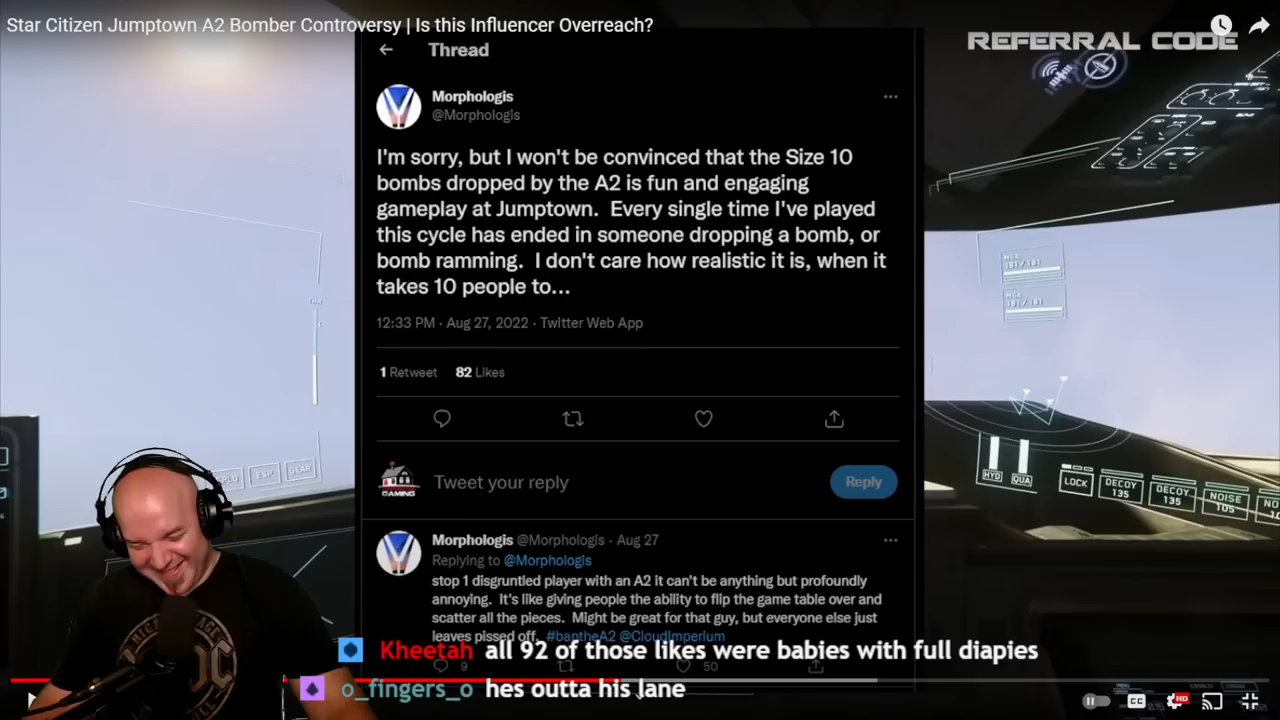 Star Citizen Jumptown A2 Bomber Controversy | Is this Influencer Overreach?
REFERRAL CODE
Thread
Morphologis
@Morphologis
I'm sorry, but I won't be convinced that the Size 10
bombs dropped by the A2 is fun and engaging
gameplay at Jumptown. Every single time I've played
this cycle has ended in someone dropping a bomb, or
bomb ramming. I don't care how realistic it is, when it
takes 10 people to...
12:33 PM · Aug 27, 2022 · Twitter Web App
1 Retweet 82 Likes
GAMING
Tweet your reply
Reply
Morphologis @Morphologis · Aug 27
Replying to @Morphologis
stop 1 disgruntled player with an A2 it can't be anything but profoundly
annoying. It's like giving people the ability to flip the game table over and
scatter all the pieces. Might be great for that guy, but everyone else just
leaves pissed off. #bantheA2 @CloudImperium
9 50
Kheetah all 92 of those likes were babies with full diapies
o_fingers_o hes outta his lane
ESP
GEAR
HYD
QUA
LOCK
DECOY
135
DECOY
135
NOISE
105
CC
HD